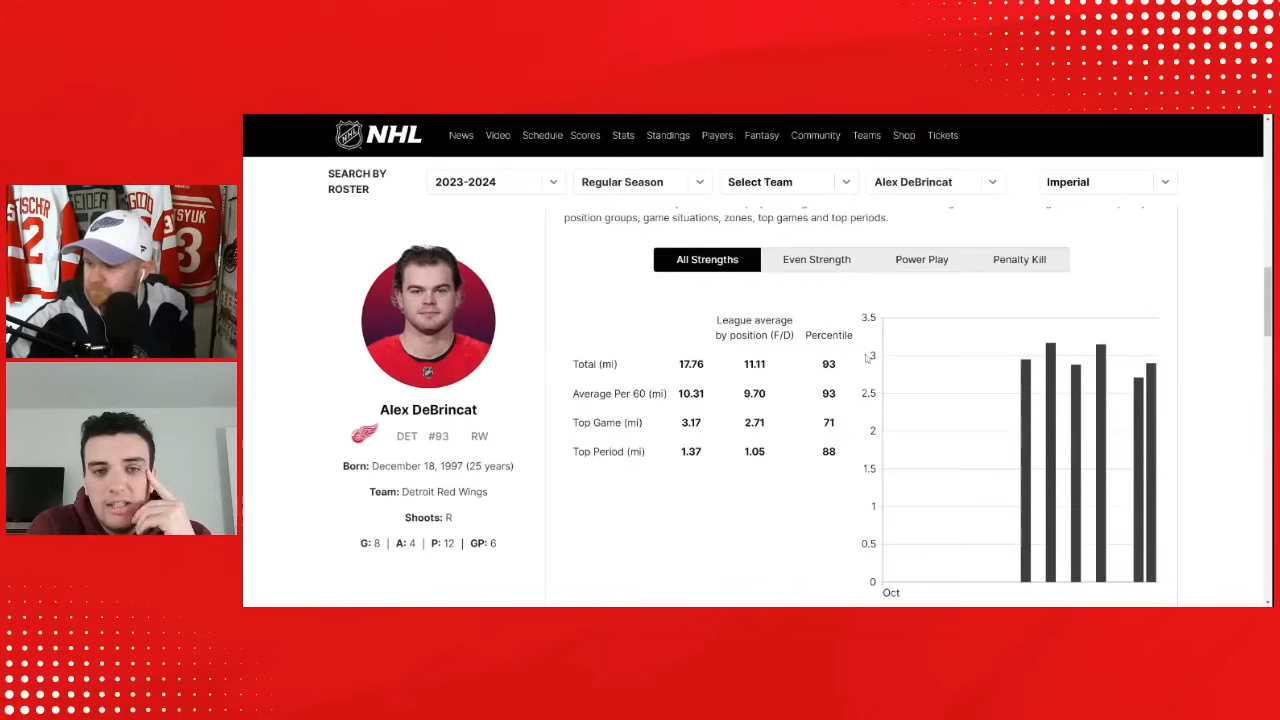 NHL
News Video Schedule Scores Stats Standings Players Fantasy Community Teams Shop Tickets
SEARCH BY
ROSTER
2023-2024
Regular Season
Select Team
Alex DeBrincat
Imperial
position groups, game situations, zones, top games and top periods.
All Strengths Even Strength Power Play Penalty Kill
Alex DeBrincat
DET #93 RW
Born: December 18, 1997 (25 years)
Team: Detroit Red Wings
Shoots: R
G: 8 | A: 4 | P: 12 | GP: 6
League average
by position (F/D) Percentile
Total (mi) 17.76 11.11 93
Average Per 60 (mi) 10.31 9.70 93
Top Game (mi) 3.17 2.71 71
Top Period (mi) 1.37 1.05 88
3.5
3
2.5
2
1.5
1
0.5
0
Oct
EIDER
TSYUK
2
3